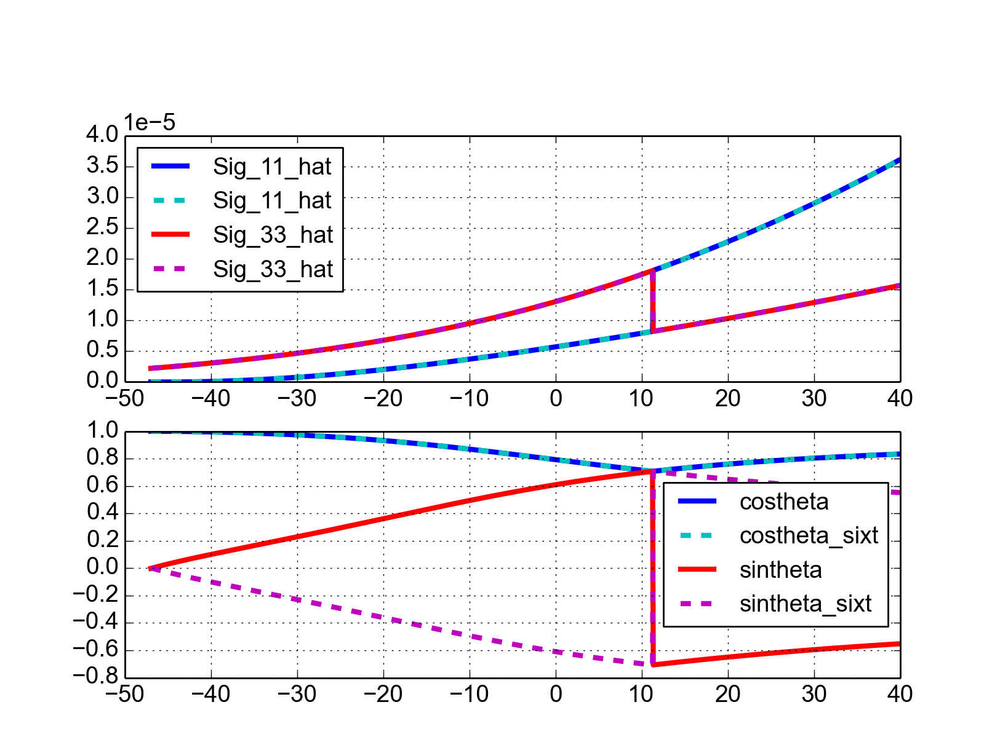 1e−5
4.0
3.5
3.0
2.5
2.0
1.5
1.0
0.5
0.0
Sig_11_hat
Sig_11_hat
Sig_33_hat
Sig_33_hat
−50 −40 −30 −20 −10 0 10 20 30 40
1.0
0.8
0.6
0.4
0.2
0.0
−0.2
−0.4
−0.6
−0.8
costheta
costheta_sixt
sintheta
sintheta_sixt
−50 −40 −30 −20 −10 0 10 20 30 40